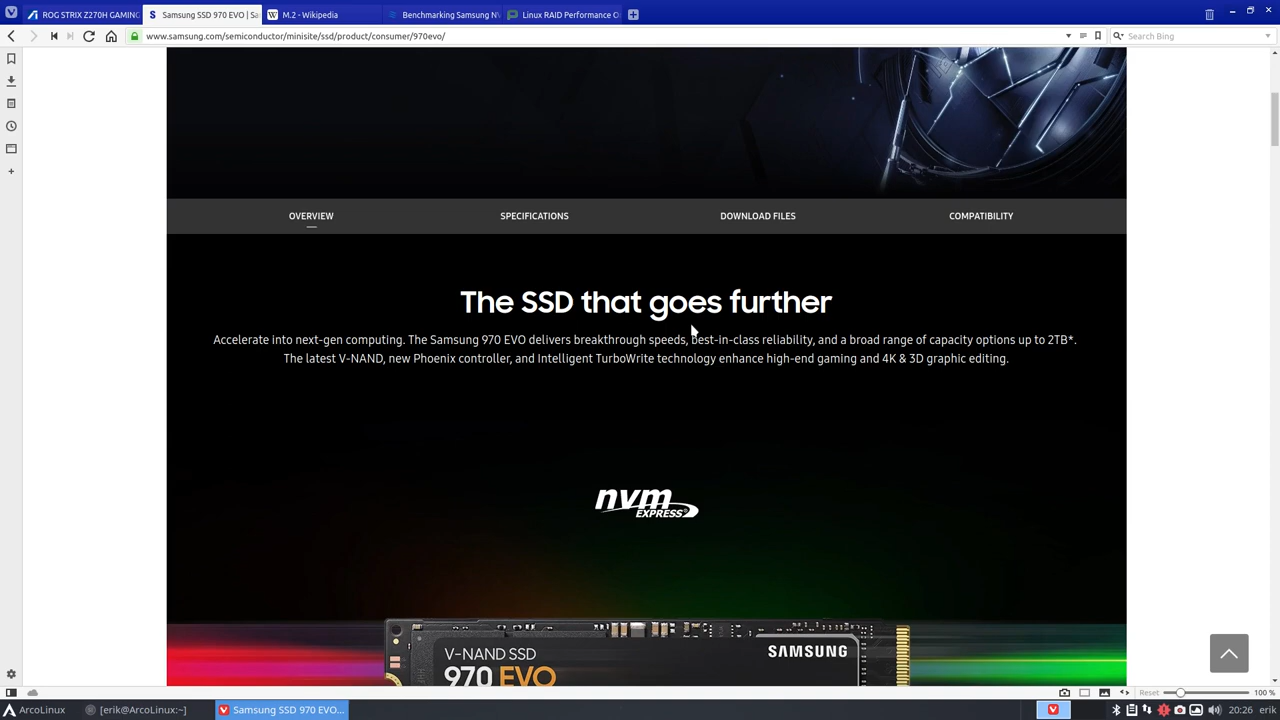 ROG STRIX Z270H GAMING
Samsung SSD 970 EVO | Sa
M.2 - Wikipedia
Benchmarking Samsung NV
Linux RAID Performance O
www.samsung.com/semiconductor/minisite/ssd/product/consumer/970evo/
Search Bing
OVERVIEW
SPECIFICATIONS
DOWNLOAD FILES
COMPATIBILITY
The SSD that goes further
Accelerate into next-gen computing. The Samsung 970 EVO delivers breakthrough speeds, best-in-class reliability, and a broad range of capacity options up to 2TB*.
The latest V-NAND, new Phoenix controller, and Intelligent TurboWrite technology enhance high-end gaming and 4K & 3D graphic editing.
nvm
EXPRESS
V-NAND SSD
970 EVO
SAMSUNG
Reset
100 %
ArcoLinux
[erik@ArcoLinux:~]
Samsung SSD 970 EVO...
20:26
erik